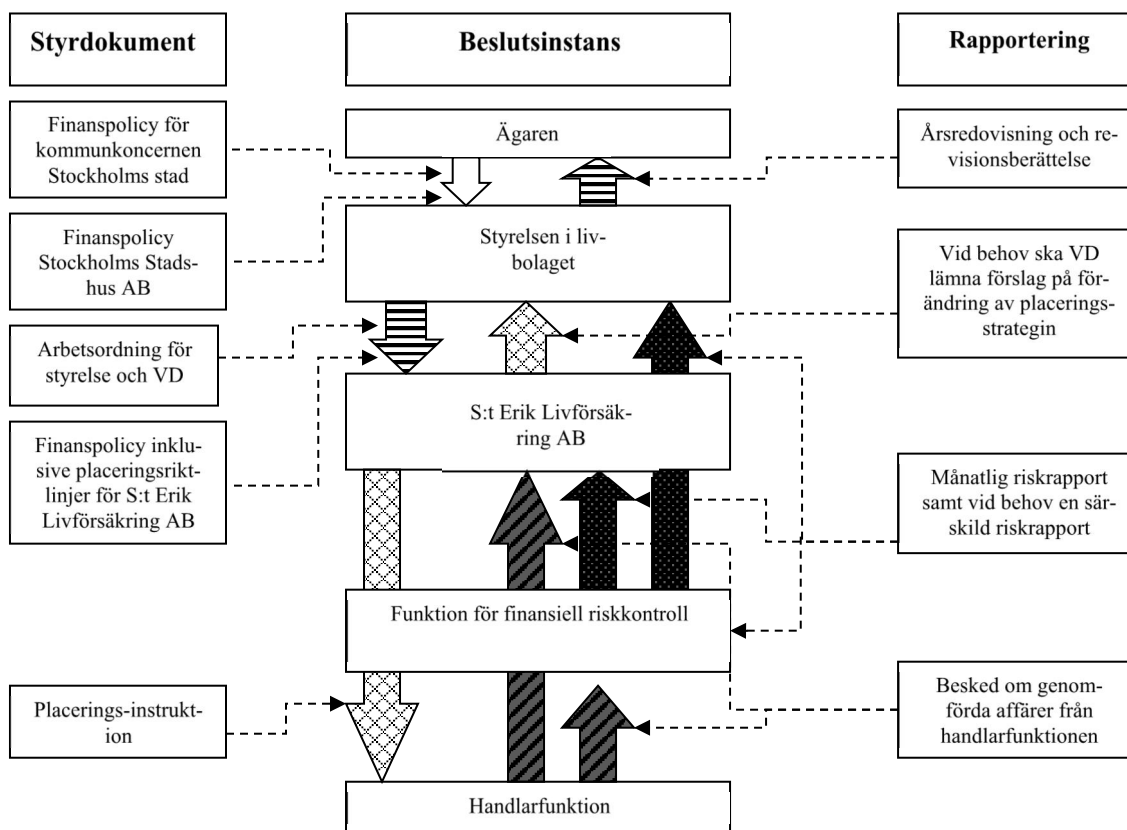 Styrdokument
Beslutsinstans
Rapportering
Finanspolicy för
kommunkoncernen
Stockholms stad
Ägaren
Årsredovisning och re-
visionsberättelse
Finanspolicy
Stockholms Stads-
hus AB
Styrelsen i liv-
bolaget
Vid behov ska VD
lämna förslag på för-
ändring av placerings-
strategin
Arbetsordning för
styrelse och VD
S:t Erik Livförsäk-
ring AB
Finanspolicy inklu-
sive placeringsrikt-
linjer för S:t Erik
Livförsäkring AB
Månatlig riskrapport
samt vid behov en sär-
skild riskrapport
Funktion för finansiell riskkontroll
Placerings-instrukt-
ion
Besked om genom-
förda affärer från
handlarfunktionen
Handlarfunktion